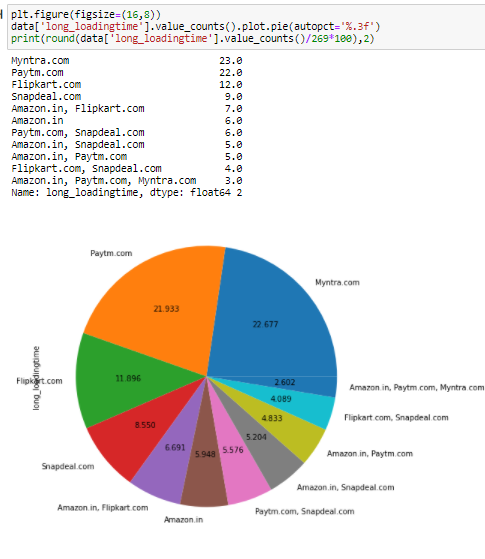 plt.figure(figsize=(16,8))
data['long_loadingtime'].value_counts().plot.pie(autopct='%.3f')
print(round(data['long_loadingtime'].value_counts()/269*100),2)
Myntra.com 23.0
Paytm.com 22.0
Flipkart.com 12.0
Snapdeal.com 9.0
Amazon.in, Flipkart.com 7.0
Amazon.in 6.0
Paytm.com, Snapdeal.com 6.0
Amazon.in, Snapdeal.com 5.0
Amazon.in, Paytm.com 5.0
Flipkart.com, Snapdeal.com 4.0
Amazon.in, Paytm.com, Myntra.com 3.0
Name: long_loadingtime, dtype: float64 2
Paytm.com
Myntra.com
21.933
22.677
long_loadingtime
Flipkart.com
11.896
2.602
Amazon.in, Paytm.com, Myntra.com
4.089
Flipkart.com, Snapdeal.com
4.833
8.550
5.204
Amazon.in, Paytm.com
6.691
5.948
5.576
Snapdeal.com
Amazon.in, Snapdeal.com
Amazon.in, Flipkart.com
Paytm.com, Snapdeal.com
Amazon.in